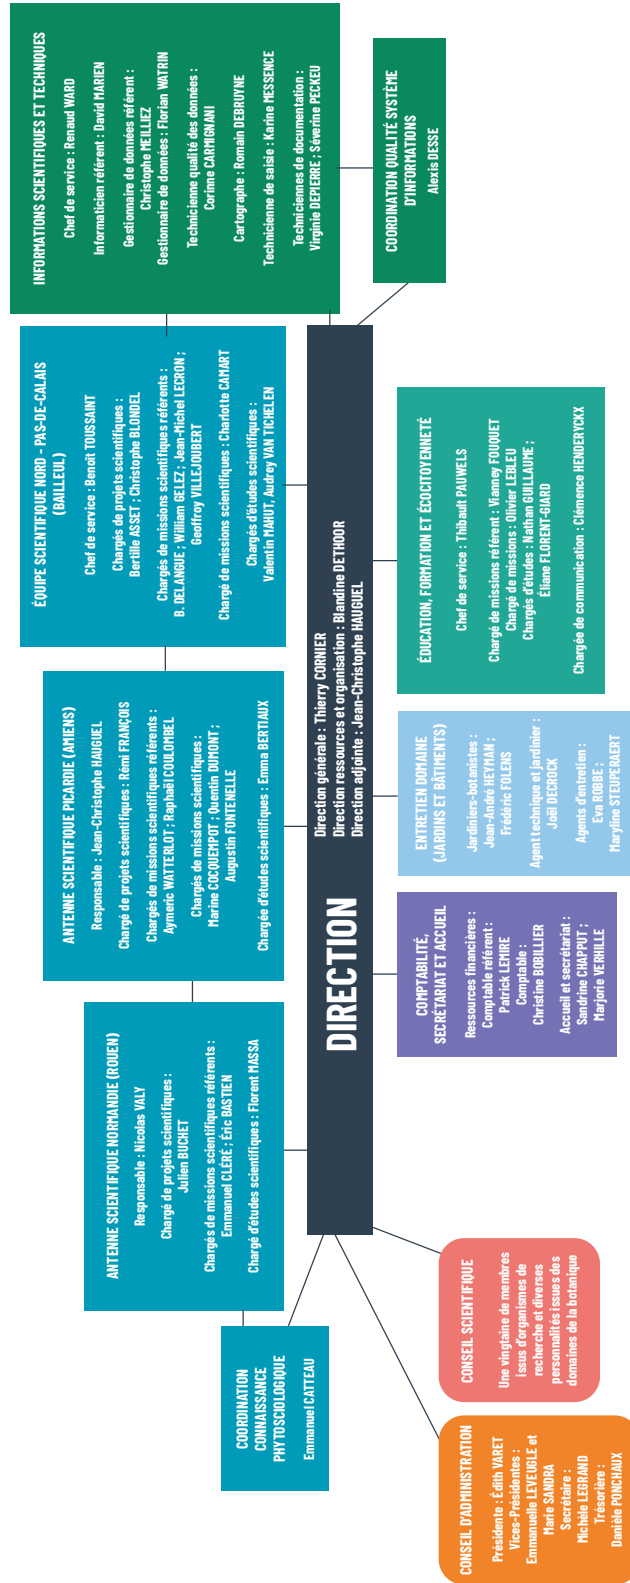 COORDINATION
CONNAISSANCE
PHYTOSCIOLOGIQUE
Emmanuel CATTEAU
ANTENNE SCIENTIFIQUE NORMANDIE (ROUEN)
Responsable : Nicolas VALY
Chargé de projets scientifiques :
Julien BUCHET
Chargés de missions scientifiques référents :
Emmanuel CLÉRÉ ; Éric BASTIEN
Chargé d'études scientifiques : Florent MASSA
ANTENNE SCIENTIFIQUE PICARDIE (AMIENS)
Responsable : Jean-Christophe HAUGUEL
Chargé de projets scientifiques : Rémi FRANÇOIS
Chargés de missions scientifiques référents :
Aymeric WATTERLOT ; Raphaël COULOMBEL
Chargés de missions scientifiques :
Marine COCQUEMPOT ; Quentin DUMONT ;
Augustin FONTENELLE
Chargée d'études scientifiques : Emma BERTIAUX
ÉQUIPE SCIENTIFIQUE NORD - PAS-DE-CALAIS
(BAILLEUL)
Chef de service : Benoît TOUSSAINT
Chargés de projets scientifiques :
Bertille ASSET ; Christophe BLONDEL
Chargés de missions scientifiques référents :
B. DELANGUE ; William GELEZ ; Jean-Michel LECRON ;
Geoffroy VILLEJOUBERT
Chargé de missions scientifiques : Charlotte CAMART
Chargés d'études scientifiques :
Valentin MAHUT, Audrey VAN TICHELEN
INFORMATIONS SCIENTIFIQUES ET TECHNIQUES
Chef de service : Renaud WARD
Informaticien référent : David MARIEN
Gestionnaire de données référent :
Christophe MEILLIEZ
Gestionnaire de données : Florian WATRIN
Technicienne qualité des données :
Corinne CARMIGNANI
Cartographe : Romain DEBRUYNE
Technicienne de saisie : Karine MESSENCE
Techniciennes de documentation :
Virginie DEPIERRE ; Séverine PECKEU
DIRECTION
Direction générale : Thierry CORNIER
Direction ressources et organisation : Blandine DETHOOR
Direction adjointe : Jean-Christophe HAUGUEL
COORDINATION QUALITÉ SYSTÈME
D'INFORMATIONS
Alexis DESSE
CONSEIL D'ADMINISTRATION
Présidente : Édith VARET
Vices-Présidentes :
Emmanuelle LEVEUGLE et
Marie SANDRA
Secrétaire :
Michèle LEGRAND
Trésorière :
Danièle PONCHAUX
CONSEIL SCIENTIFIQUE
Une vingtaine de membres
issus d'organismes de
recherche et diverses
personnalités issues des
domaines de la botanique
COMPTABILITÉ,
SECRÉTARIAT ET ACCUEIL
Ressources financières :
Comptable référent :
Patrick LEMIRE
Comptable :
Christine BOBILLIER
Accueil et secrétariat :
Sandrine CHAPPUT ;
Marjorie VERHILLE
ENTRETIEN DOMAINE
(JARDINS ET BÂTIMENTS)
Jardiniers-botanistes :
Jean-André HEYMAN ;
Frédéric FOLENS
Agent technique et jardinier :
Joël DECROCK
Agents d'entretien :
Eva ROBBE ;
Maryline STEUPERAERT
ÉDUCATION, FORMATION ET ÉCOCITOYENNETÉ
Chef de service : Thibault PAUWELS
Chargé de missions référent : Vianney FOUQUET
Chargé de missions : Olivier LEBLEU
Chargés d'études : Nathan GUILLAUME ;
Éliane FLORENT-GIARD
Chargée de communication : Clémence HENDERYCKX